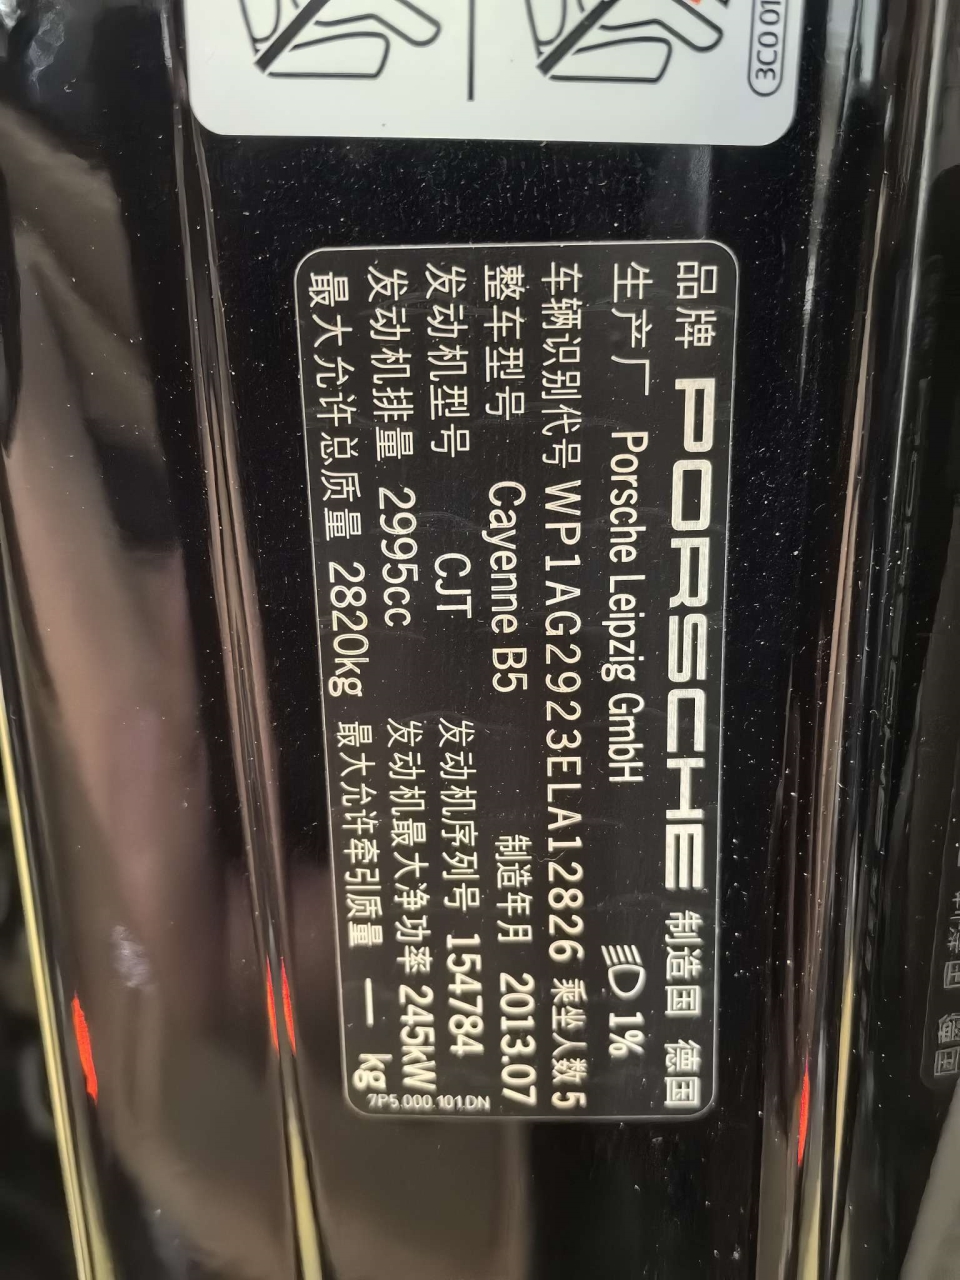 3C0 01
品牌 PORSCHE 制造国 德国
生产厂 Porsche Leipzig GmbH 1%
车辆识别代号 WP1AG2923ELA12826 乘坐人数 5
整车型号 Cayenne B5 制造年月 2013.07
发动机型号 CJT 发动机序列号 154784
发动机排量 2995cc 发动机最大净功率 245kW
最大允许总质量 2820kg 最大允许牵引质量 — kg
7P5.000.101.DN